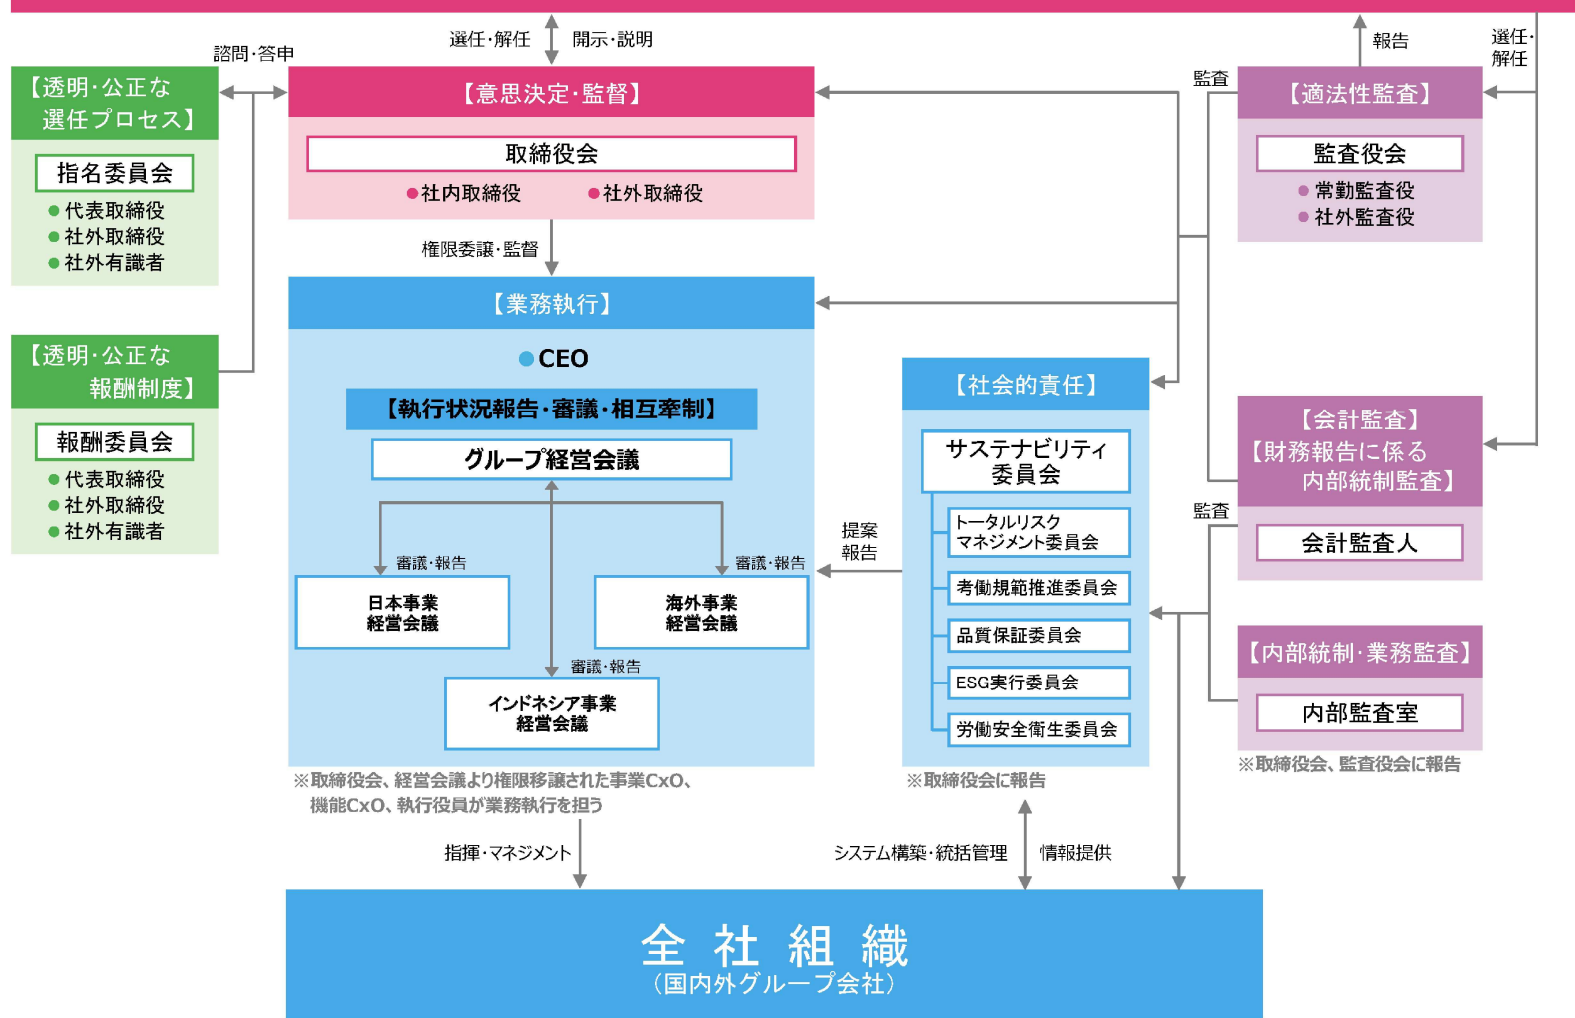 選任・解任
開示・説明
報告
選任・
解任
諮問・答申
【透明・公正な
選任プロセス】
指名委員会
●代表取締役
●社外取締役
●社外有識者
【意思決定・監督】
取締役会
●社内取締役
●社外取締役
監査
【適法性監査】
監査役会
●常勤監査役
●社外監査役
権限委譲・監督
【透明・公正な
報酬制度】
報酬委員会
●代表取締役
●社外取締役
●社外有識者
【業務執行】
●CEO
【執行状況報告・審議・相互牽制】
グループ経営会議
審議・報告
審議・報告
日本事業
経営会議
海外事業
経営会議
審議・報告
インドネシア事業
経営会議
※取締役会、経営会議より権限移譲された事業CxO、
機能CxO、執行役員が業務執行を担う
提案
報告
【社会的責任】
サステナビリティ
委員会
トータルリスク
マネジメント委員会
考働規範推進委員会
品質保証委員会
ESG実行委員会
労働安全衛生委員会
※取締役会に報告
【会計監査】
【財務報告に係る
内部統制監査】
監査
会計監査人
【内部統制・業務監査】
内部監査室
※取締役会、監査役会に報告
指揮・マネジメント
システム構築・統括管理
情報提供
全社組織
（国内外グループ会社）